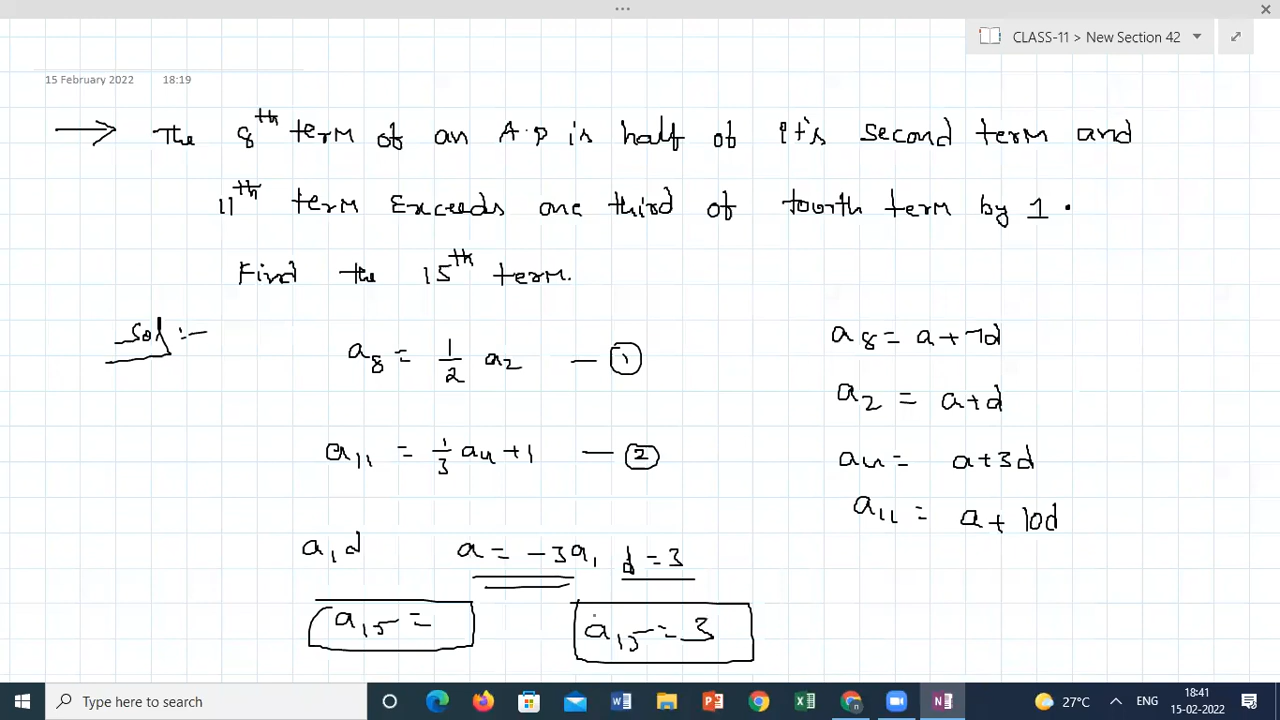 CLASS-11 > New Section 42
15 February 2022 18:19
The 8th term of an A.P is half of it's second term and
11th term Exceeds one third of fourth term by 1.
Find the 15th term.
Sol :-
a8 = 1/2 a2 — ①
a11 = 1/3 a4 + 1 — ②
a8 = a+7d
a2 = a+d
a4 = a+3d
a11 = a+10d
a, d a = -3a, d = 3
a15 = a15 = 3
Type here to search
27°C ENG 18:41
15-02-2022